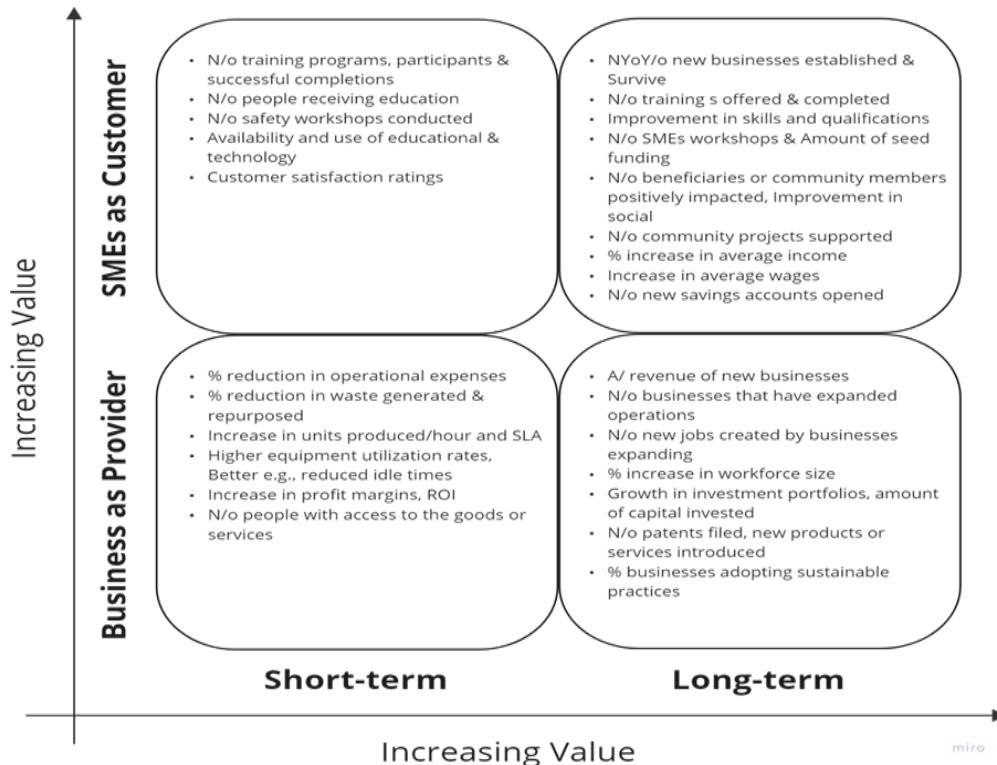 Increasing Value
SMEs as Customer
• N/o training programs, participants &
successful completions
• N/o people receiving education
• N/o safety workshops conducted
• Availability and use of educational &
technology
• Customer satisfaction ratings
• NYoY/o new businesses established &
Survive
• N/o training s offered & completed
• Improvement in skills and qualifications
• N/o SMEs workshops & Amount of seed
funding
• N/o beneficiaries or community members
positively impacted, Improvement in
social
• N/o community projects supported
• % increase in average income
• Increase in average wages
• N/o new savings accounts opened
Business as Provider
• % reduction in operational expenses
• % reduction in waste generated &
repurposed
• Increase in units produced/hour and SLA
• Higher equipment utilization rates,
Better e.g., reduced idle times
• Increase in profit margins, ROI
• N/o people with access to the goods or
services
• A/ revenue of new businesses
• N/o businesses that have expanded
operations
• N/o new jobs created by businesses
expanding
• % increase in workforce size
• Growth in investment portfolios, amount
of capital invested
• N/o patents filed, new products or
services introduced
• % businesses adopting sustainable
practices
Short-term
Long-term
Increasing Value
miro